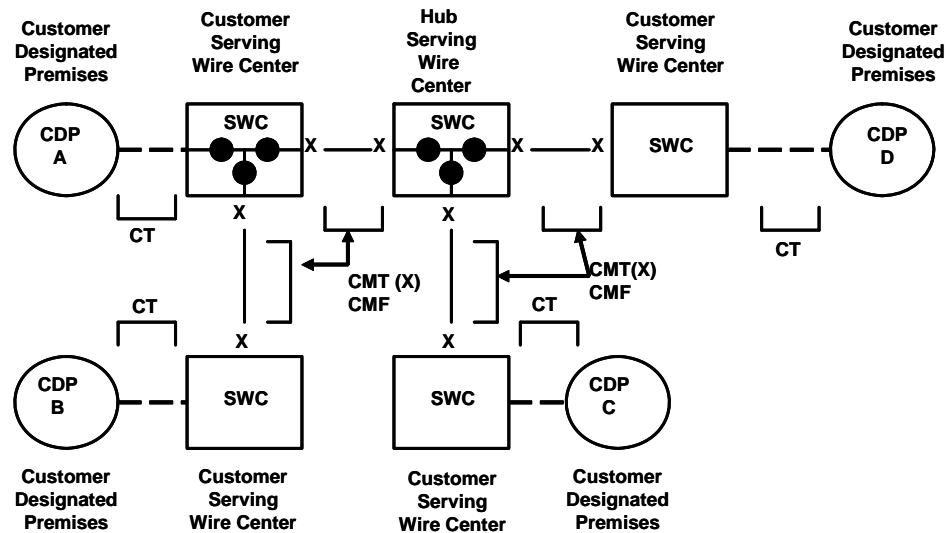 Customer
Designated
Premises
Customer
Serving
Wire Center
Hub
Serving
Wire
Center
Customer
Serving
Wire Center
Customer
Designated
Premises
CDP
A
SWC
X
X
SWC
X
X
SWC
CDP
D
CT
X
X
CT
CMT (X)
CMF
CMT(X)
CMF
CT
CT
X
X
CDP
B
SWC
SWC
CDP
C
Customer
Designated
Premises
Customer
Serving
Wire Center
Customer
Serving
Wire Center
Customer
Designated
Premises